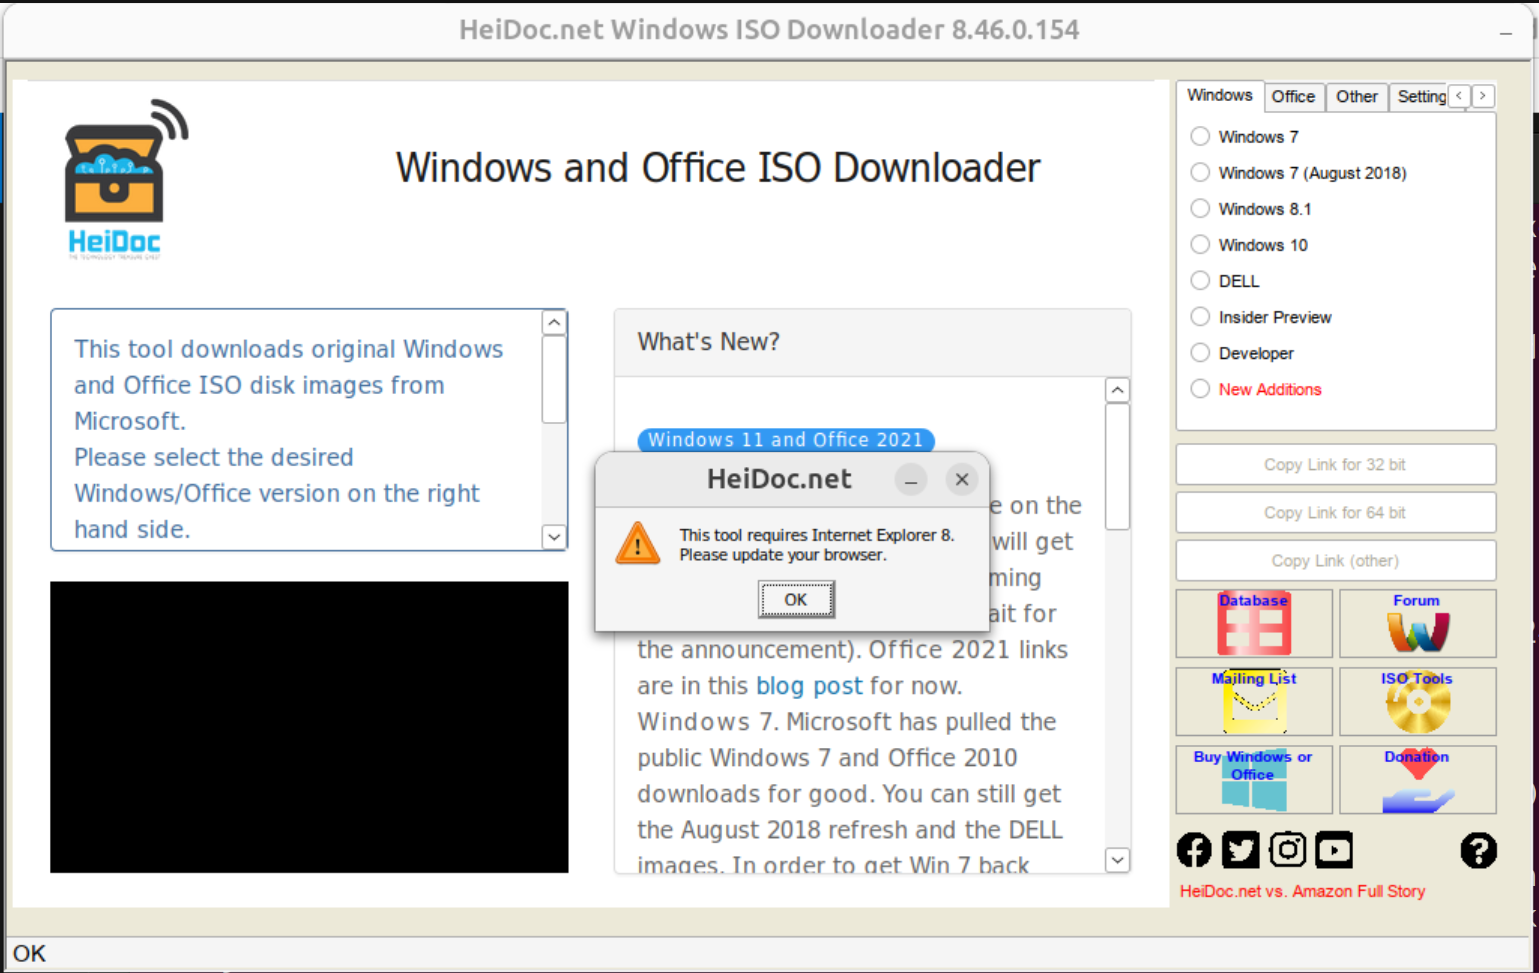 HeiDoc.net Windows ISO Downloader 8.46.0.154
HeiDoc
Windows and Office ISO Downloader
This tool downloads original Windows
and Office ISO disk images from
Microsoft.
Please select the desired
Windows/Office version on the right
hand side.
What's New?
Windows 11 and Office 2021
e on the
will get
ming
ait for
the announcement). Office 2021 links
are in this blog post for now.
Windows 7. Microsoft has pulled the
public Windows 7 and Office 2010
downloads for good. You can still get
the August 2018 refresh and the DELL
images. In order to get Win 7 back
HeiDoc.net
This tool requires Internet Explorer 8.
Please update your browser.
OK
Windows Office Other Setting
Windows 7
Windows 7 (August 2018)
Windows 8.1
Windows 10
DELL
Insider Preview
Developer
New Additions
Copy Link for 32 bit
Copy Link for 64 bit
Copy Link (other)
Database Forum
Mailing List ISO Tools
Buy Windows or
Office
Donation
HeiDoc.net vs. Amazon Full Story
OK